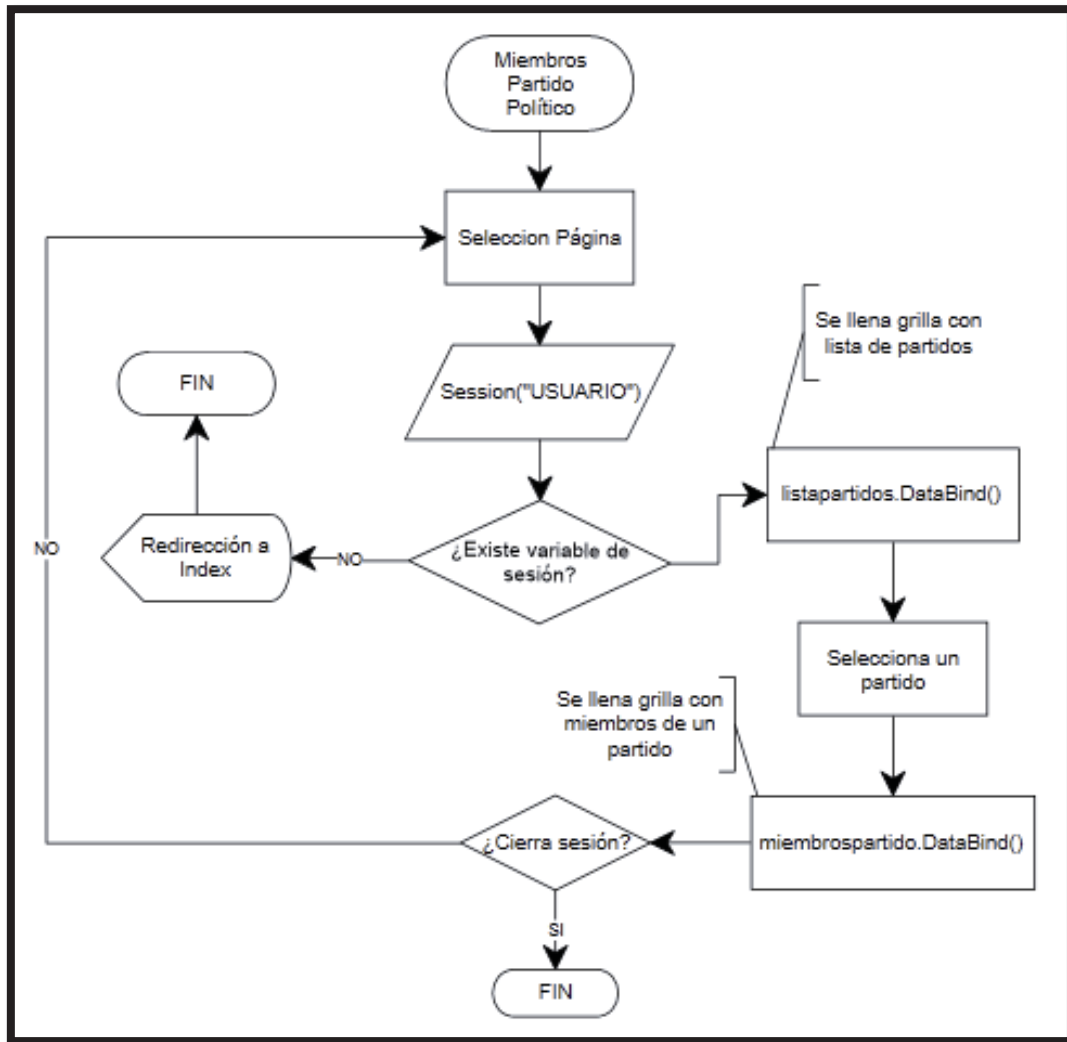 Miembros
Partido
Político
Seleccion Página
Session("USUARIO")
¿Existe variable de
sesión?
NO
Redirección a
Index
FIN
Se llena grilla con
lista de partidos
listapartidos.DataBind()
Selecciona un
partido
Se llena grilla con
miembros de un
partido
miembrospartido.DataBind()
¿Cierra sesión?
NO
SI
FIN